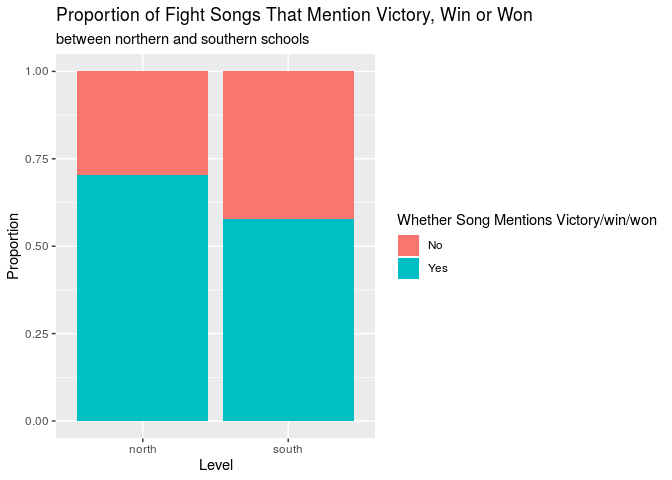 Proportion of Fight Songs That Mention Victory, Win or Won
between northern and southern schools
1.00
0.75
0.50
0.25
0.00
Proportion
north south
Level
Whether Song Mentions Victory/win/won
No
Yes